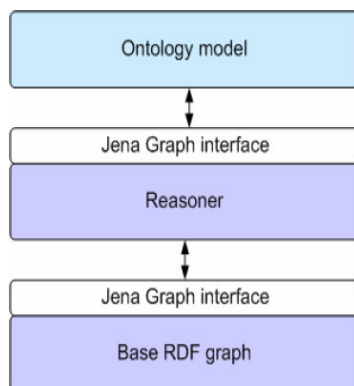 Ontology model
Jena Graph interface
Reasoner
Jena Graph interface
Base RDF graph